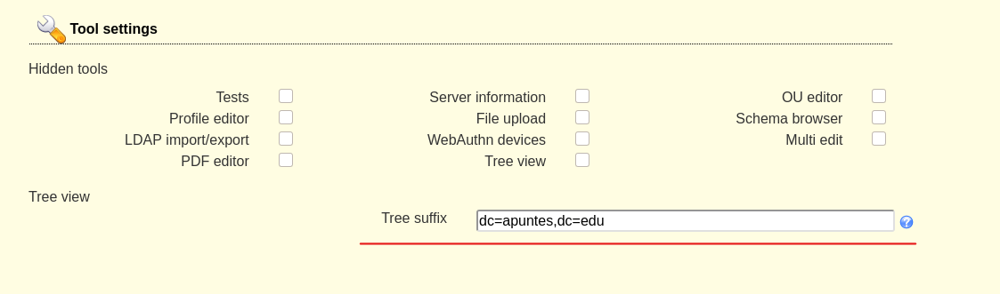 Tool settings
Hidden tools
Tests Server information OU editor
Profile editor File upload Schema browser
LDAP import/export WebAuthn devices Multi edit
PDF editor Tree view
Tree view
Tree suffix dc=apuntes,dc=edu ?